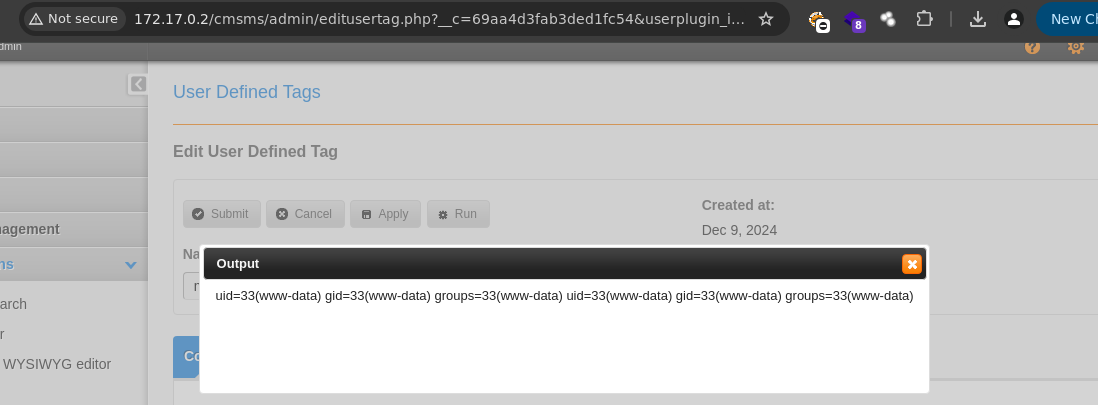 Not secure 172.17.0.2/cmsms/admin/editusertag.php?__c=69aa4d3fab3ded1fc54&userplugin_i... 8 New Ch
dmin
User Defined Tags
Edit User Defined Tag
Submit Cancel Apply Run
Created at:
Dec 9, 2024
nagement
Na
Output
ns
uid=33(www-data) gid=33(www-data) groups=33(www-data) uid=33(www-data) gid=33(www-data) groups=33(www-data)
arch
r
WYSIWYG editor
Co